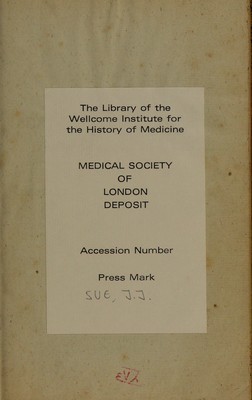 The Library of the
Wellcome Institute for
the History of Medicine
MEDICAL SOCIETY
OF
LONDON
DEPOSIT
Accession Number
Press Mark
SUE, J.J.